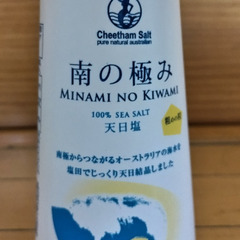 Cheetham Salt
pure natural australian
南の極み
MINAMI NO KIWAMI
100% SEA SALT
天日塩
南極からつながるオーストラリアの海水を
塩田でじっくり天日結晶しました